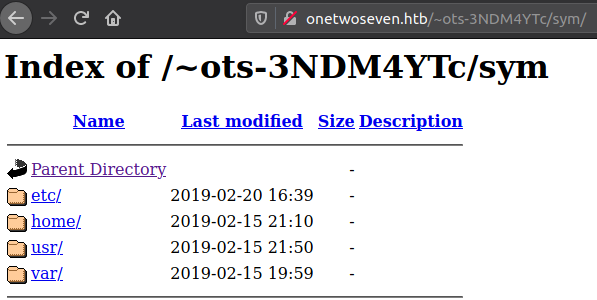 onetwoseven.htb/~ots-3NDM4YTc/sym/
Index of /~ots-3NDM4YTc/sym
Name Last modified Size Description
Parent Directory -
etc/ 2019-02-20 16:39 -
home/ 2019-02-15 21:10 -
usr/ 2019-02-15 21:50 -
var/ 2019-02-15 19:59 -